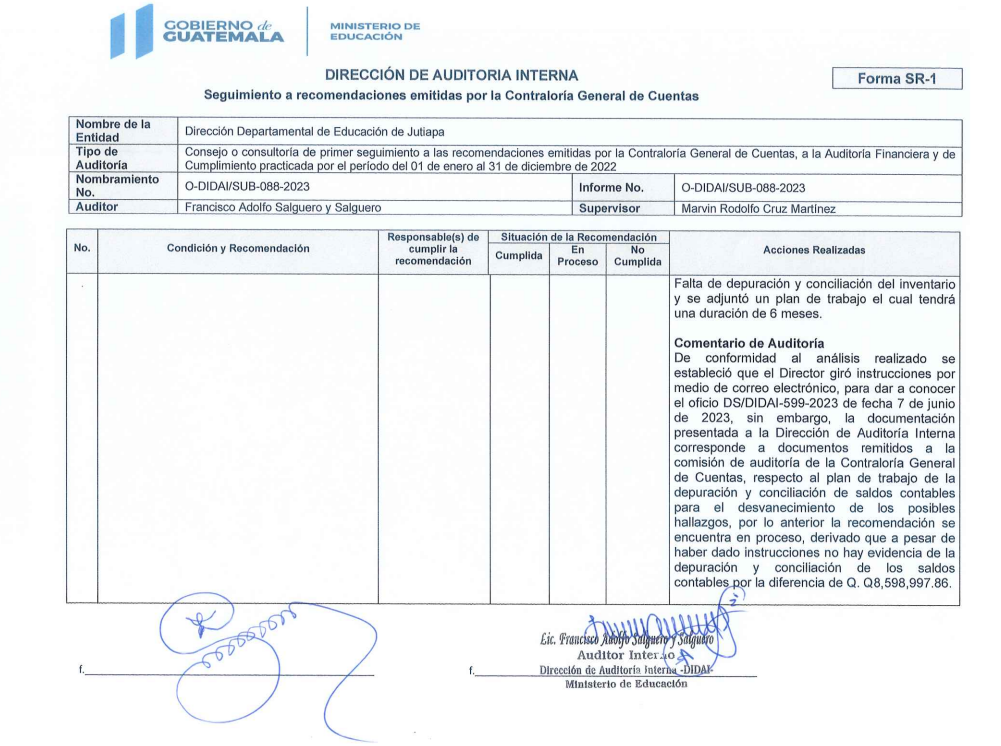 GOBIERNO de
GUATEMALA
MINISTERIO DE
EDUCACIÓN
DIRECCIÓN DE AUDITORIA INTERNA
Forma SR-1
Seguimiento a recomendaciones emitidas por la Contraloría General de Cuentas
Nombre de la
Entidad
Dirección Departamental de Educación de Jutiapa
Tipo de
Auditoría
Consejo o consultoría de primer seguimiento a las recomendaciones emitidas por la Contraloría General de Cuentas, a la Auditoría Financiera y de
Cumplimiento practicada por el período del 01 de enero al 31 de diciembre de 2022
Nombramiento
No.
O-DIDAI/SUB-088-2023
Informe No.
O-DIDAI/SUB-088-2023
Auditor
Francisco Adolfo Salguero y Salguero
Supervisor
Marvin Rodolfo Cruz Martínez
No.
Condición y Recomendación
Responsable(s) de
cumplir la
recomendación
Situación de la Recomendación
Cumplida
En
Proceso
No
Cumplida
Acciones Realizadas
Falta de depuración y conciliación del inventario
y se adjuntó un plan de trabajo el cual tendrá
una duración de 6 meses.
Comentario de Auditoría
De conformidad al análisis realizado se
estableció que el Director giró instrucciones por
medio de correo electrónico, para dar a conocer
el oficio DS/DIDAI-599-2023 de fecha 7 de junio
de 2023, sin embargo, la documentación
presentada a la Dirección de Auditoría Interna
corresponde a documentos remitidos a la
comisión de auditoría de la Contraloría General
de Cuentas, respecto al plan de trabajo de la
depuración y conciliación de saldos contables
para el desvanecimiento de los posibles
hallazgos, por lo anterior la recomendación se
encuentra en proceso, derivado que a pesar de
haber dado instrucciones no hay evidencia de la
depuración y conciliación de los saldos
contables por la diferencia de Q. Q8,598,997.86.
f.
f.
Lic. Francisco Adolfo Salguero y Salguero
Auditor Interno
Dirección de Auditoría Interna -DIDAI-
Ministerio de Educación